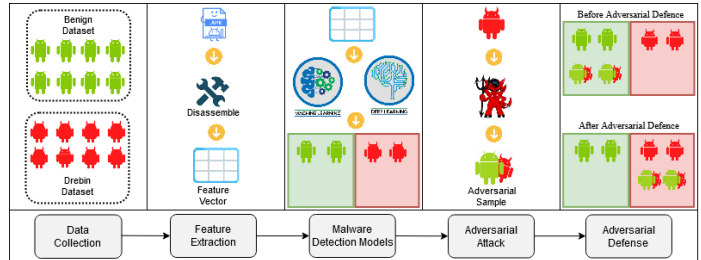 Benign
Dataset
Drebin
Dataset
APK
Disassemble
Feature
Vector
MACHINE LEARNING
DEEP LEARNING
Adversarial
Sample
Before Adversarial Defence
After Adversarial Defence
Data
Collection
Feature
Extraction
Malware
Detection Models
Adversarial
Attack
Adversarial
Defense